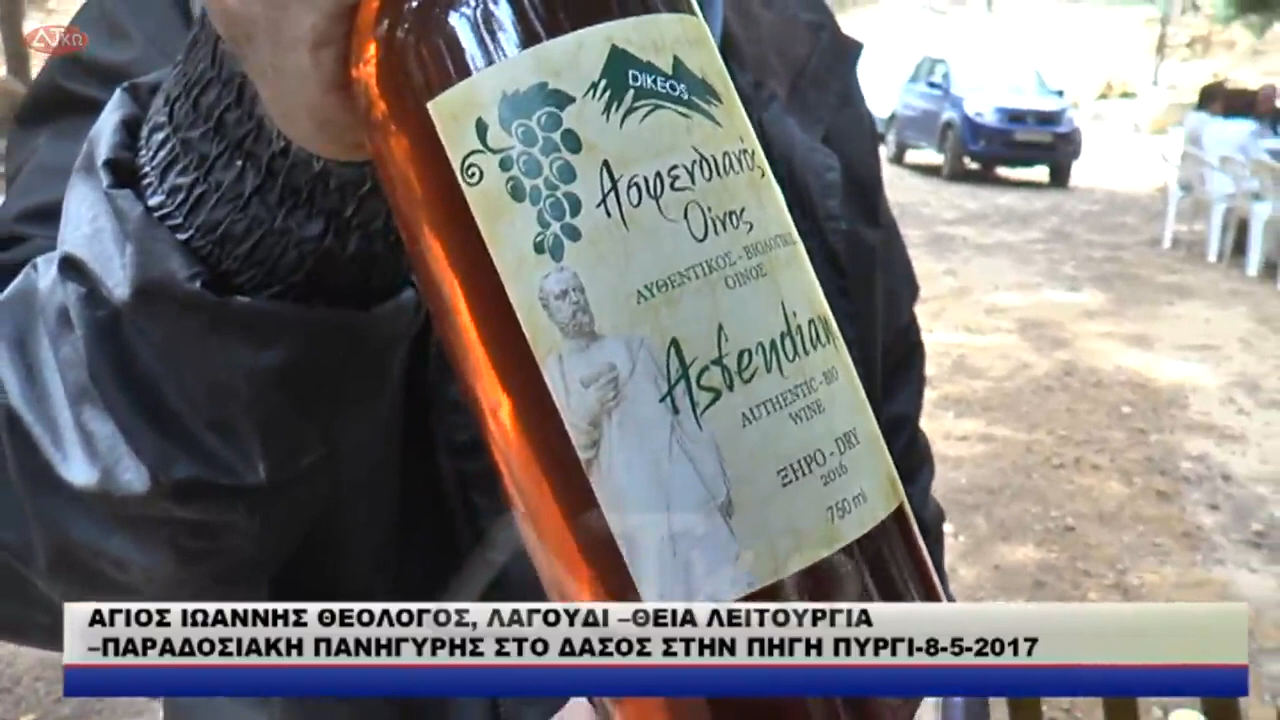 DIKEOS
Ασφενδιανός
Οίνος
ΑΥΘΕΝΤΙΚΟΣ - ΒΙΟΛΟΓΙΚΟΣ
ΟΙΝΟΣ
Asfendian
AUTHENTIC - BIO
WINE
ΞΗΡΟ - DRY
2016
750 ml
ΑΓΙΟΣ ΙΩΑΝΝΗΣ ΘΕΟΛΟΓΟΣ, ΛΑΓΟΥΔΙ –ΘΕΙΑ ΛΕΙΤΟΥΡΓΙΑ
–ΠΑΡΑΔΟΣΙΑΚΗ ΠΑΝΗΓΥΡΗΣ ΣΤΟ ΔΑΣΟΣ ΣΤΗΝ ΠΗΓΗ ΠΥΡΓΙ-8-5-2017